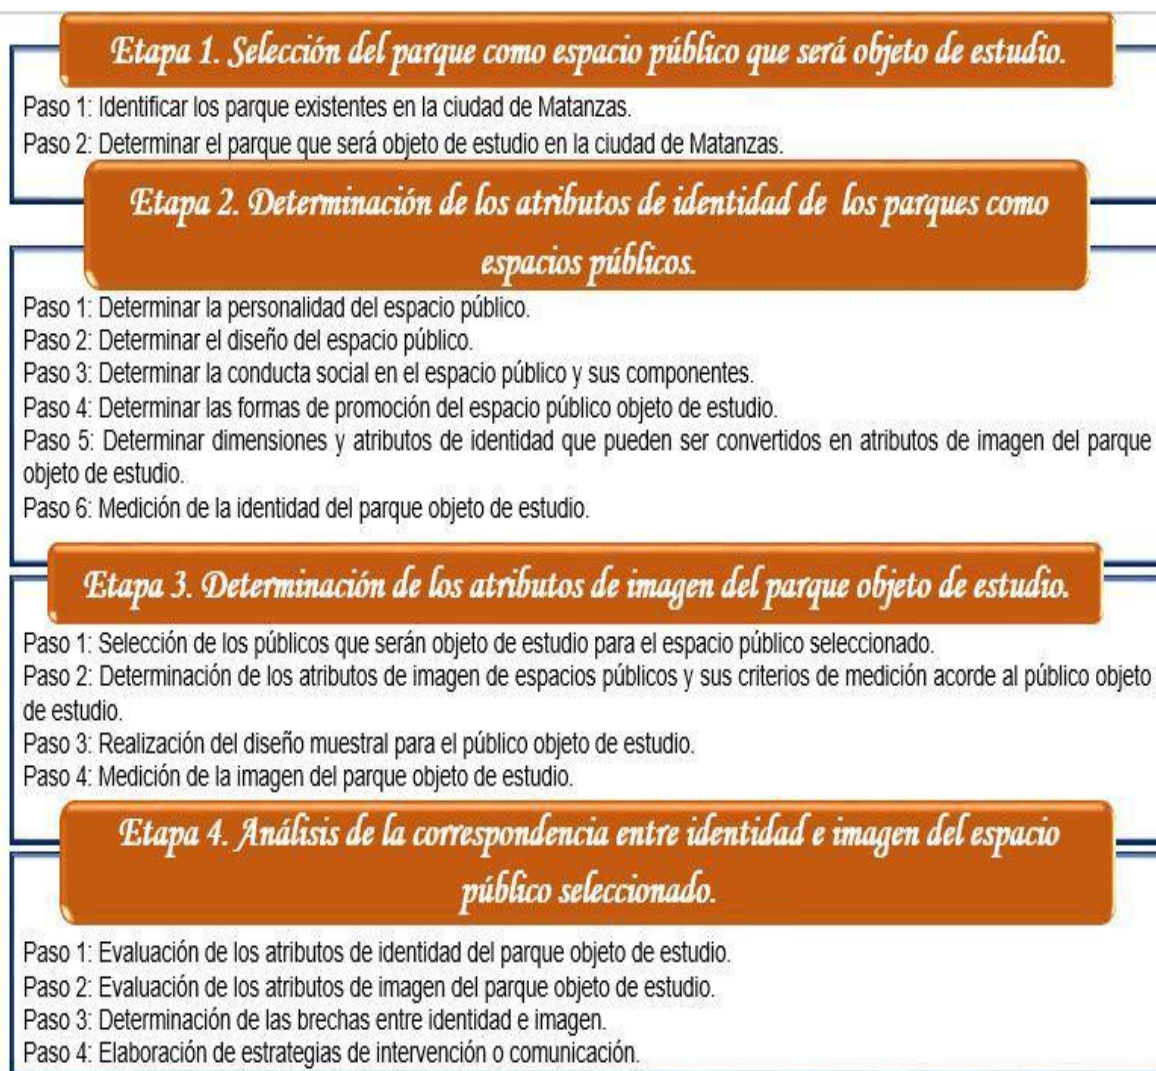 Etapa 1. Selección del parque como espacio público que será objeto de estudio.
Paso 1: Identificar los parque existentes en la ciudad de Matanzas.
Paso 2: Determinar el parque que será objeto de estudio en la ciudad de Matanzas.
Etapa 2. Determinación de los atributos de identidad de los parques como
espacios públicos.
Paso 1: Determinar la personalidad del espacio público.
Paso 2: Determinar el diseño del espacio público.
Paso 3: Determinar la conducta social en el espacio público y sus componentes.
Paso 4: Determinar las formas de promoción del espacio público objeto de estudio.
Paso 5: Determinar dimensiones y atributos de identidad que pueden ser convertidos en atributos de imagen del parque
objeto de estudio.
Paso 6: Medición de la identidad del parque objeto de estudio.
Etapa 3. Determinación de los atributos de imagen del parque objeto de estudio.
Paso 1: Selección de los públicos que serán objeto de estudio para el espacio público seleccionado.
Paso 2: Determinación de los atributos de imagen de espacios públicos y sus criterios de medición acorde al público objeto
de estudio.
Paso 3: Realización del diseño muestral para el público objeto de estudio.
Paso 4: Medición de la imagen del parque objeto de estudio.
Etapa 4. Análisis de la correspondencia entre identidad e imagen del espacio
público seleccionado.
Paso 1: Evaluación de los atributos de identidad del parque objeto de estudio.
Paso 2: Evaluación de los atributos de imagen del parque objeto de estudio.
Paso 3: Determinación de las brechas entre identidad e imagen.
Paso 4: Elaboración de estrategias de intervención o comunicación.